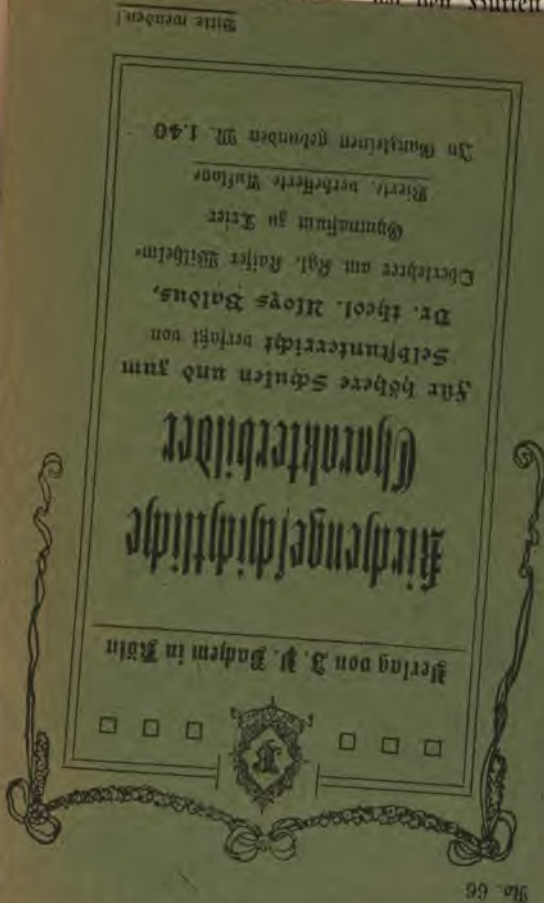 No. 66
Verlag von J. P. Bachem in Köln
Kirchengeschichtliche
Charakterbilder
Für höhere Schulen und zum
Selbstunterricht verfaßt von
Dr. theol. Aloys Baldus,
Oberlehrer am Kgl. Kaiser Wilhelm-
Gymnasium zu Trier
Vierte, verbesserte Auflage
In Ganzleinen gebunden M. 1.40
Bitte wenden!
den Hütten